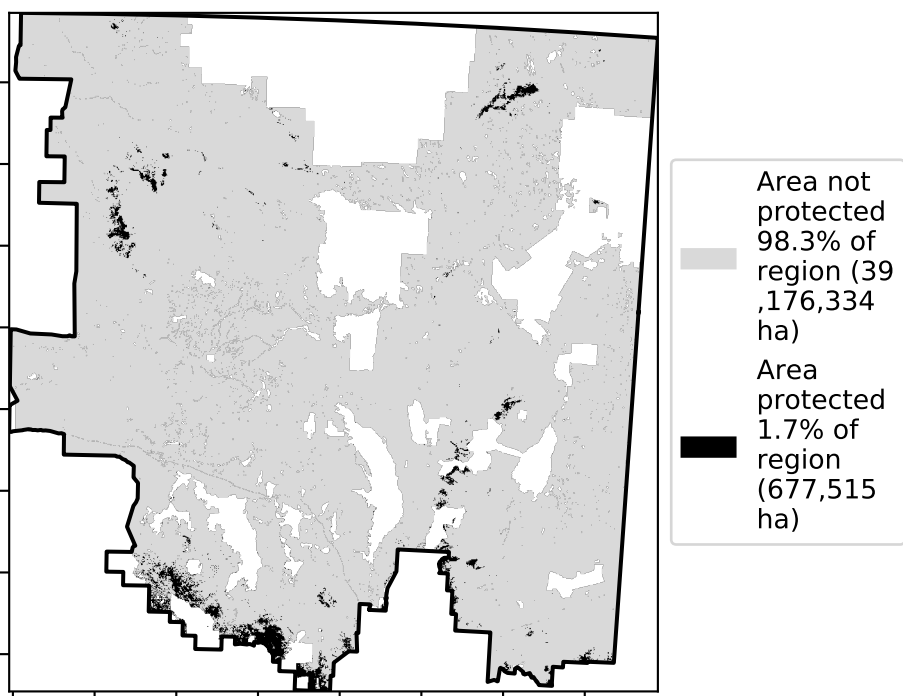 Area not
protected
98.3% of
region (39
,176,334
ha)
Area
protected
1.7% of
region
(677,515
ha)